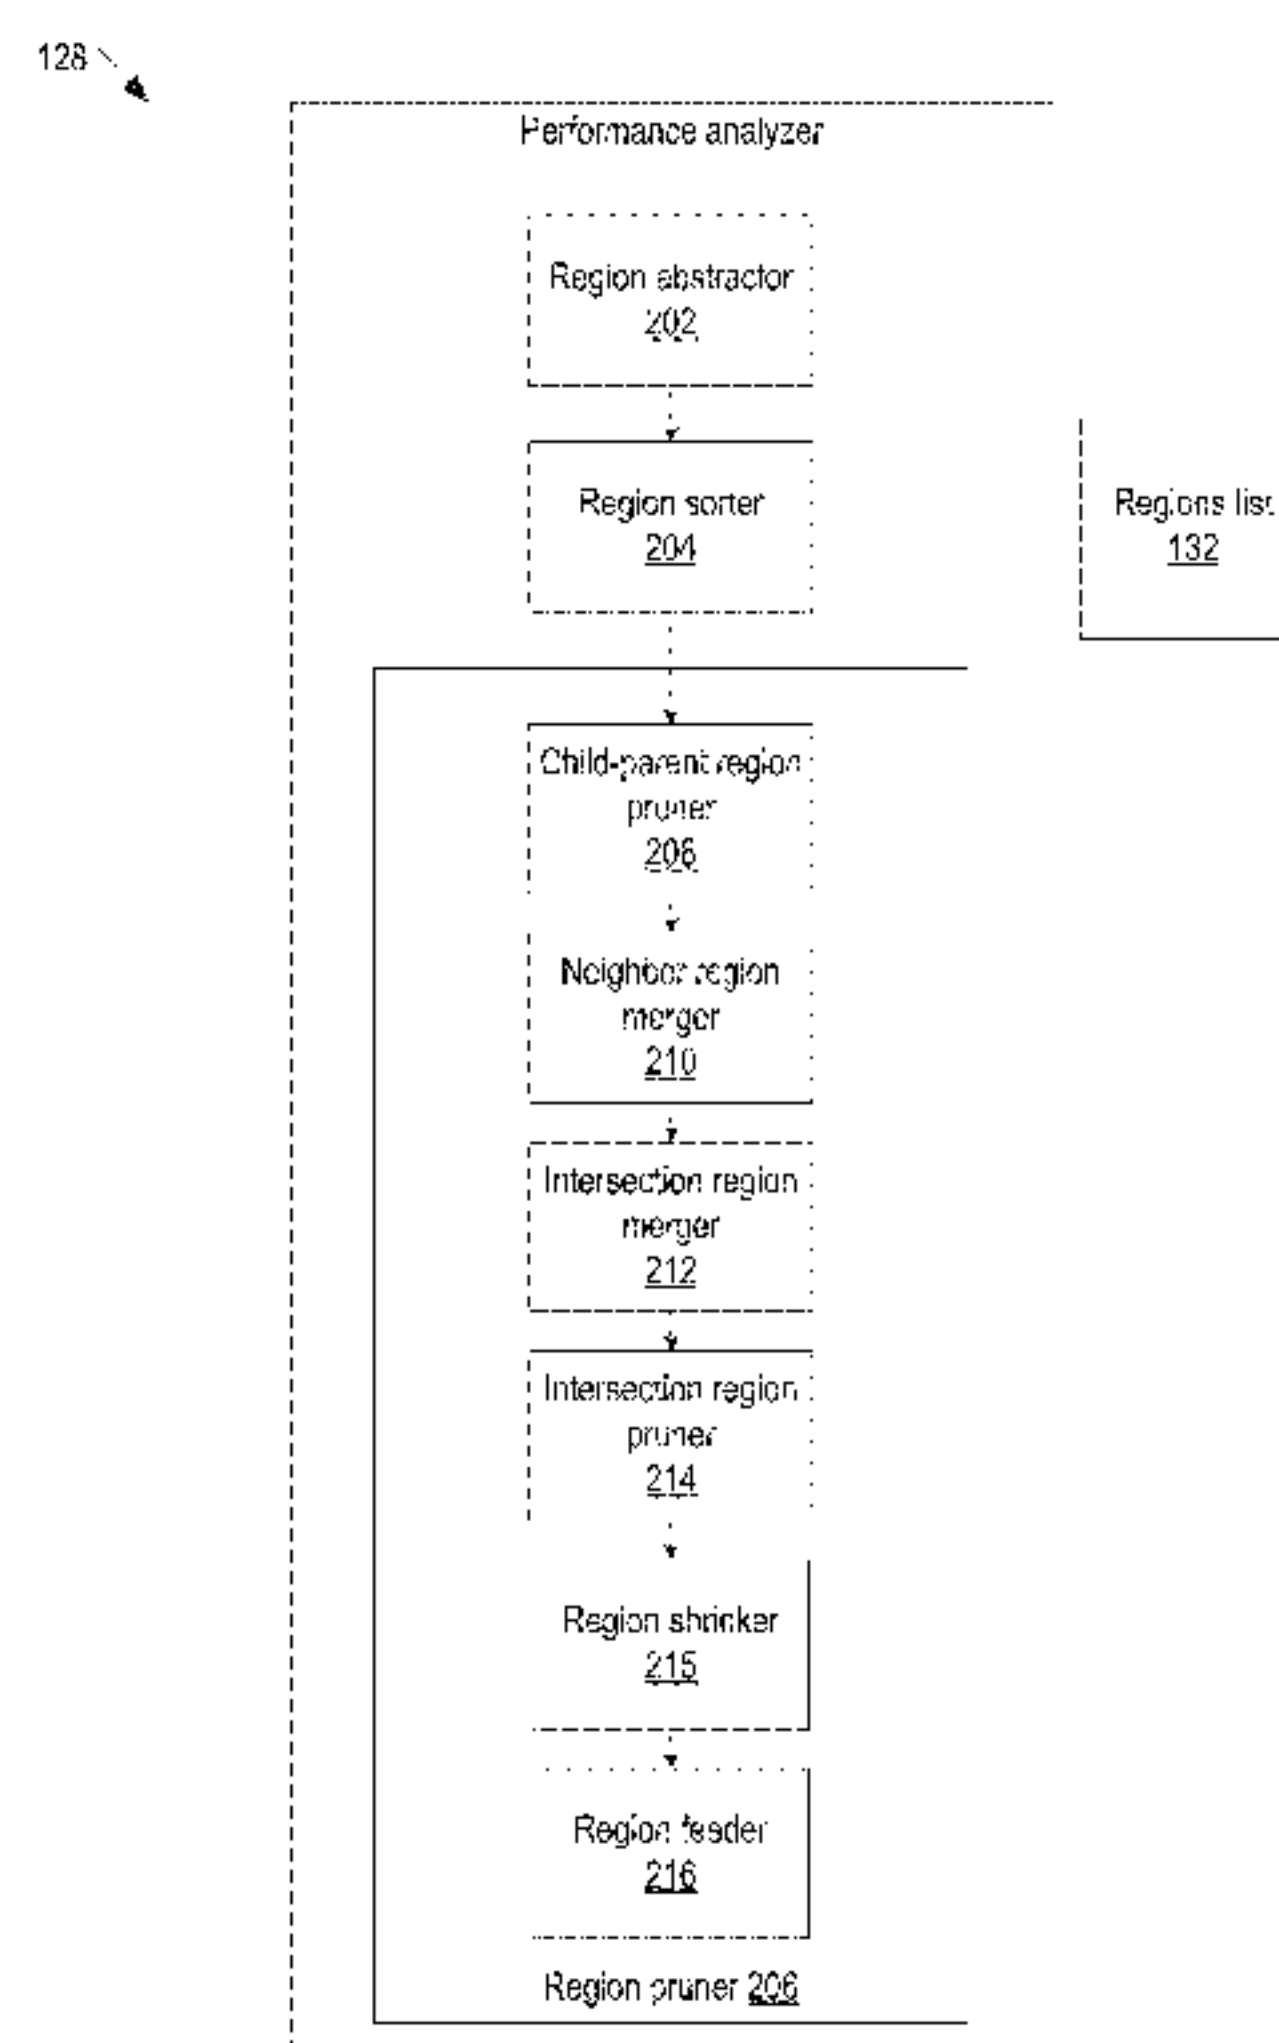 128
Performance analyzer
Region abstractor
202
Region sorter
204
Regions list
132
Child-parent region
pruner
208
Neighbor region
merger
210
Intersection region
merger
212
Intersection region
pruner
214
Region shrinker
215
Region feeder
216
Region pruner 206